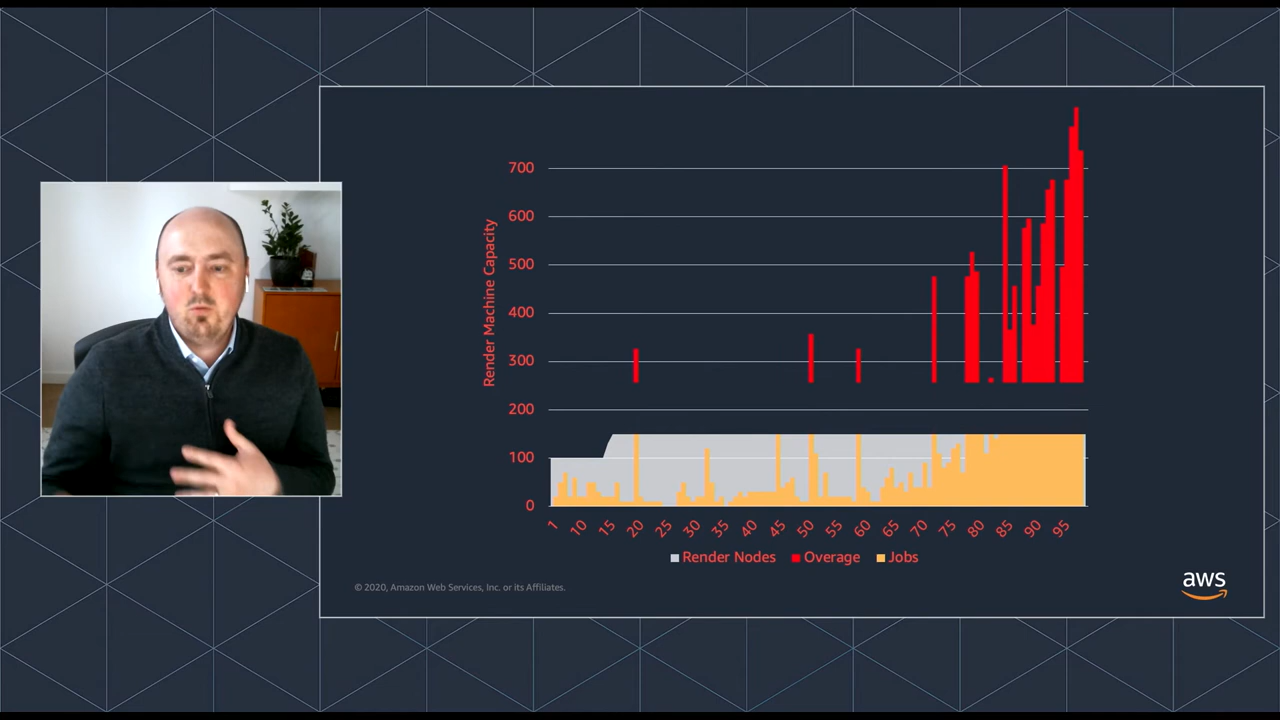 700
600
500
400
300
200
100
0
Render Machine Capacity
1 5 10 15 20 25 30 35 40 45 50 55 60 65 70 75 80 85 90 95
Render Nodes Overage Jobs
© 2020, Amazon Web Services, Inc. or its Affiliates.
aws